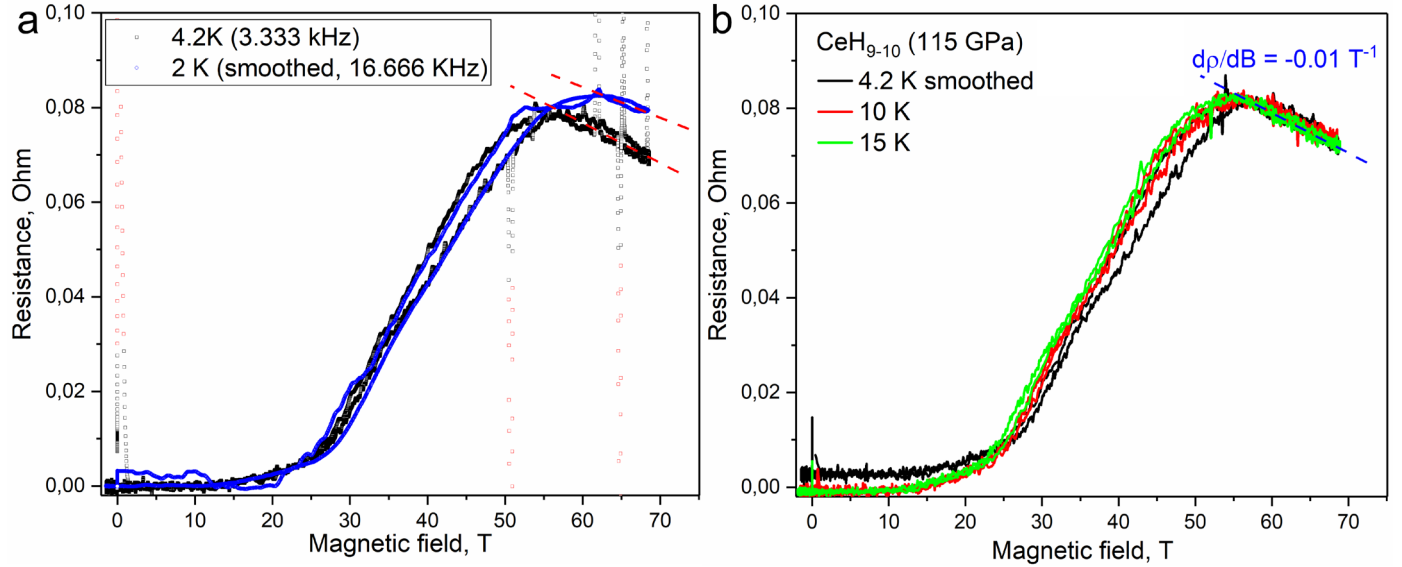 a
4.2K (3.333 kHz)
2 K (smoothed, 16.666 KHz)
Resistance, Ohm
0,10
0,08
0,06
0,04
0,02
0,00
0 10 20 30 40 50 60 70
Magnetic field, T
b
CeH9-10 (115 GPa)
4.2 K smoothed
10 K
15 K
dρ/dB = -0.01 T-1
Resistance, Ohm
0,10
0,08
0,06
0,04
0,02
0,00
0 10 20 30 40 50 60 70
Magnetic field, T